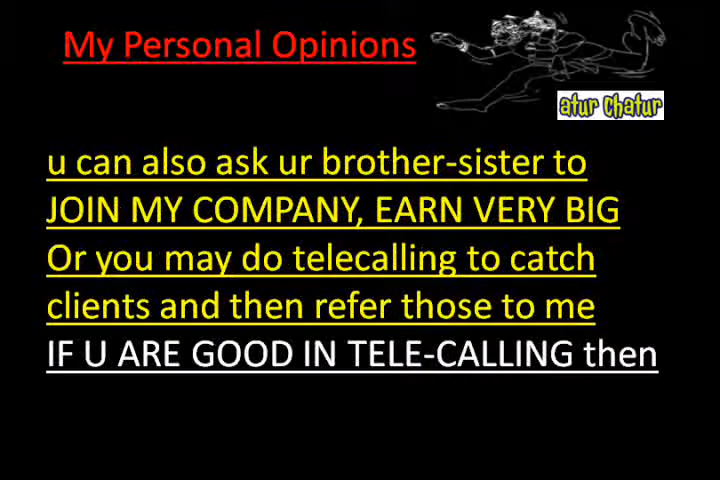 My Personal Opinions
atur chatur
u can also ask ur brother-sister to
JOIN MY COMPANY, EARN VERY BIG
Or you may do telecalling to catch
clients and then refer those to me
IF U ARE GOOD IN TELE-CALLING then